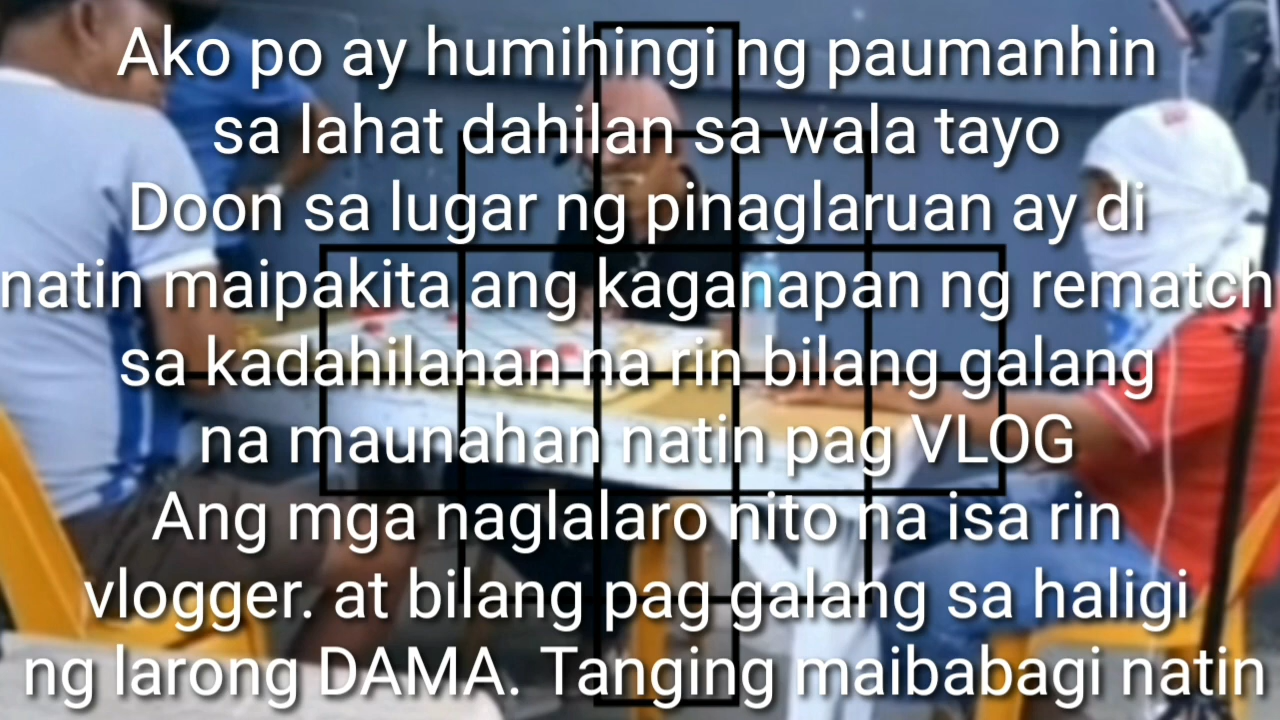 Ako po ay humihingi ng paumanhin
sa lahat dahilan sa wala tayo
Doon sa lugar ng pinaglaruan ay di
natin maipakita ang kaganapan ng rematch
sa kadahilanan na rin bilang galang
na maunahan natin pag VLOG
Ang mga naglalaro nito na isa rin
vlogger. at bilang pag galang sa haligi
ng larong DAMA. Tanging maibabagi natin